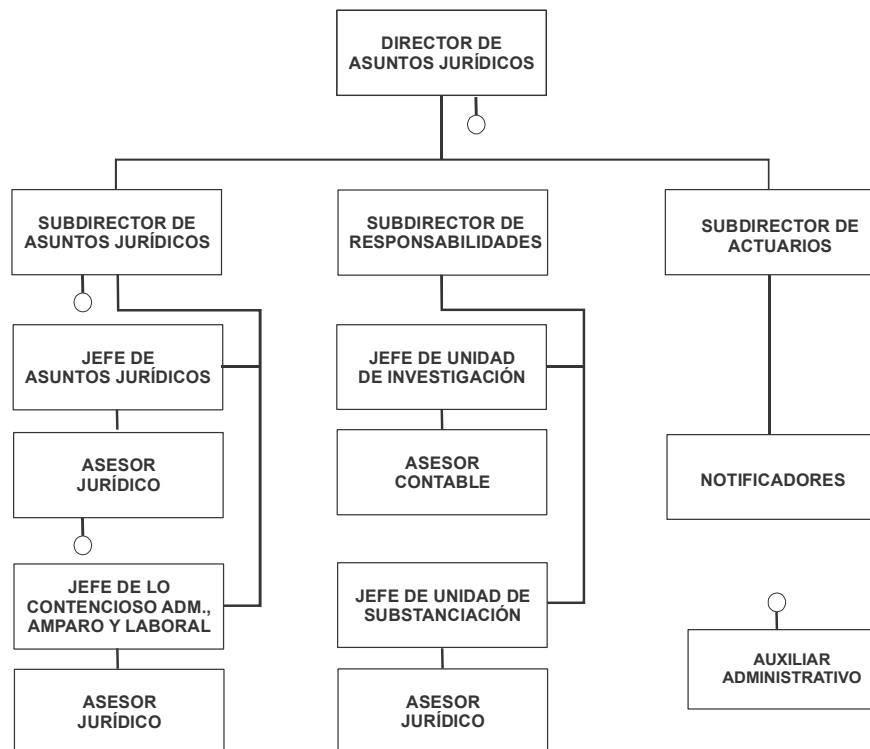 DIRECTOR DE
ASUNTOS JURÍDICOS
SUBDIRECTOR DE
ASUNTOS JURÍDICOS
SUBDIRECTOR DE
RESPONSABILIDADES
SUBDIRECTOR DE
ACTUARIOS
JEFE DE
ASUNTOS JURÍDICOS
JEFE DE UNIDAD
DE INVESTIGACIÓN
ASESOR
JURÍDICO
ASESOR
CONTABLE
NOTIFICADORES
JEFE DE LO
CONTENCIOSO ADM.,
AMPARO Y LABORAL
JEFE DE UNIDAD DE
SUBSTANCIACIÓN
AUXILIAR
ADMINISTRATIVO
ASESOR
JURÍDICO
ASESOR
JURÍDICO